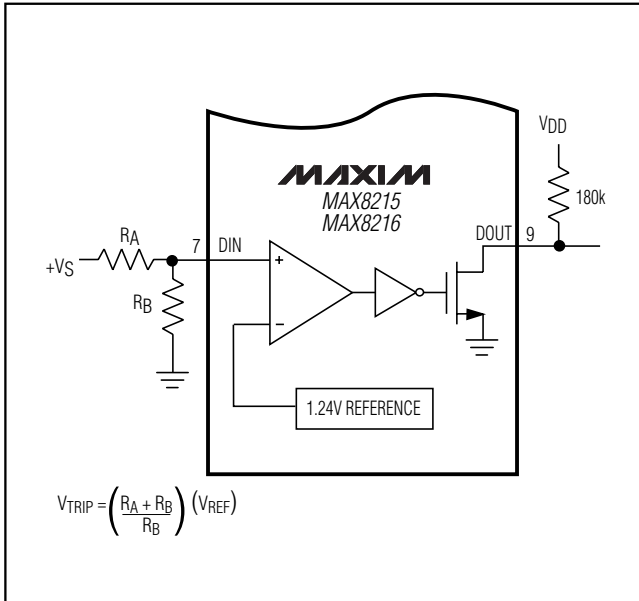 VDD
MAXIM
MAX8215
MAX8216
180k
RA
7
DIN
DOUT
9
+VS
+
RB
−
1.24V REFERENCE
VTRIP = (RA + RB / RB) (VREF)